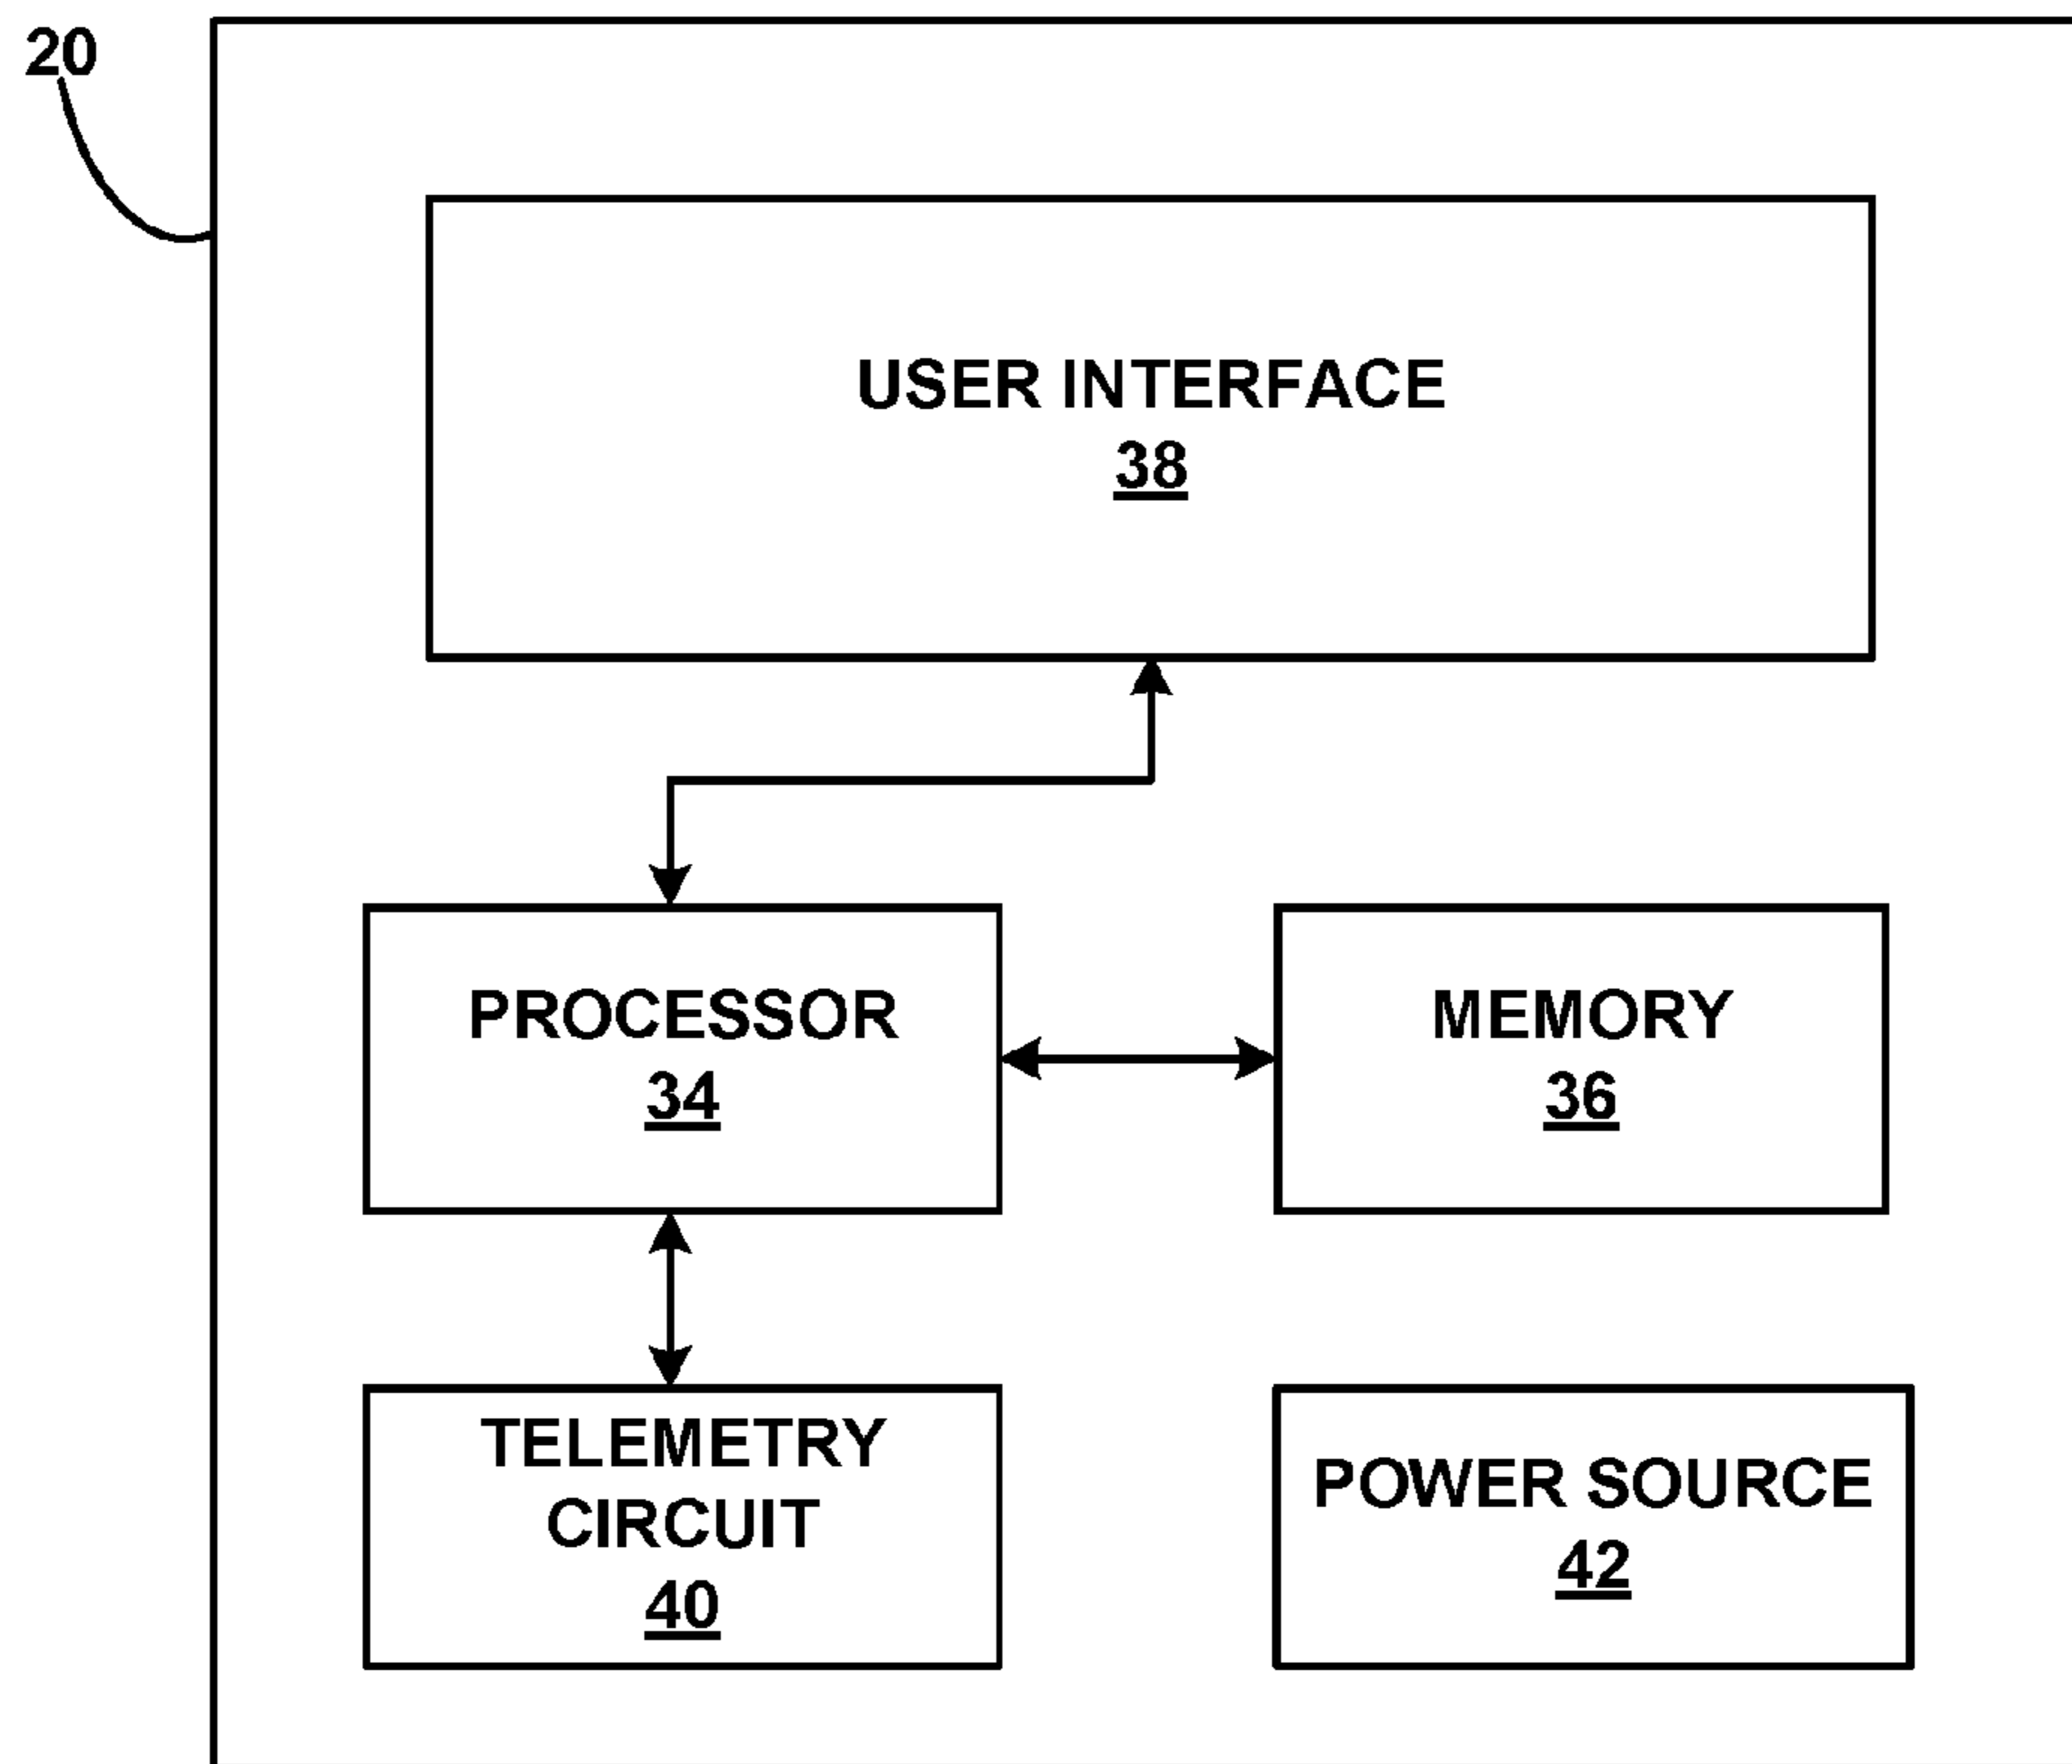 20
USER INTERFACE
38
PROCESSOR
34
MEMORY
36
TELEMETRY
CIRCUIT
40
POWER SOURCE
42